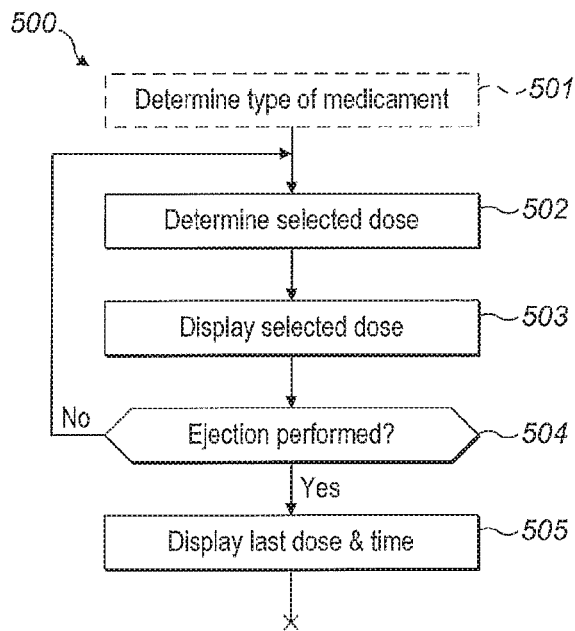 500
Determine type of medicament 501
Determine selected dose 502
Display selected dose 503
No
Ejection performed? 504
Yes
Display last dose & time 505